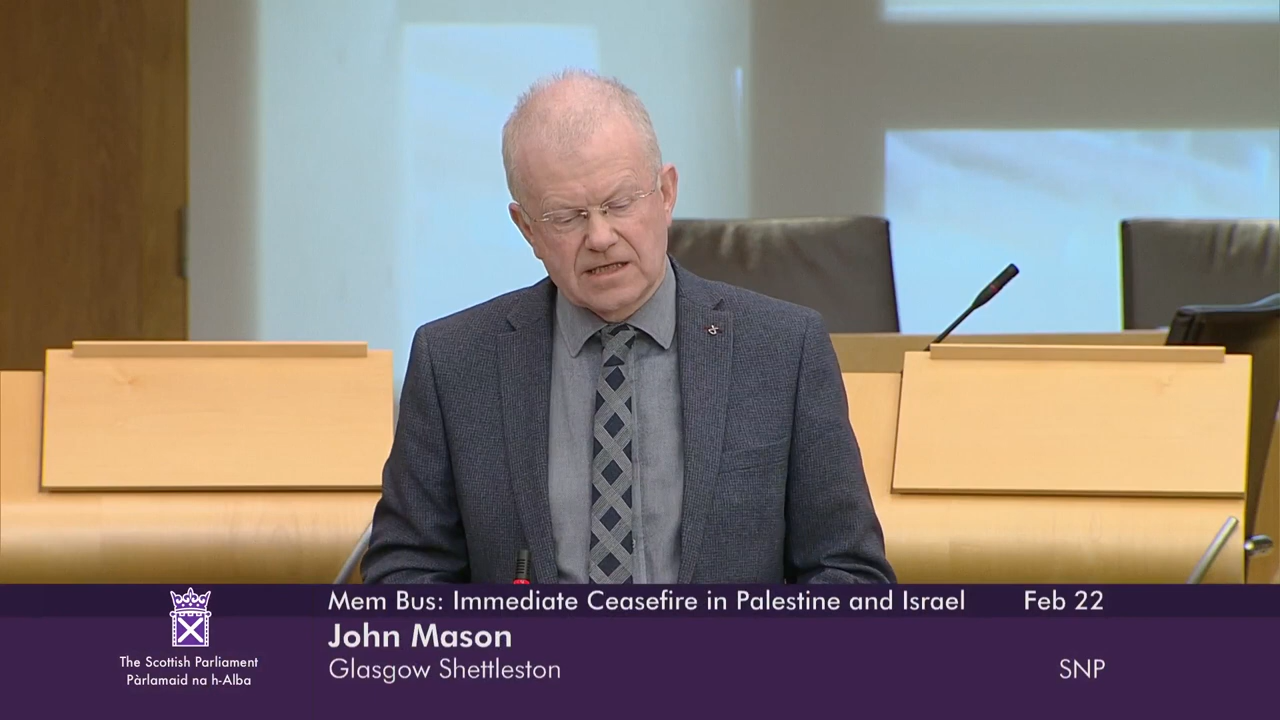 Mem Bus: Immediate Ceasefire in Palestine and Israel Feb 22
John Mason
Glasgow Shettleston SNP
The Scottish Parliament
Pàrlamaid na h-Alba